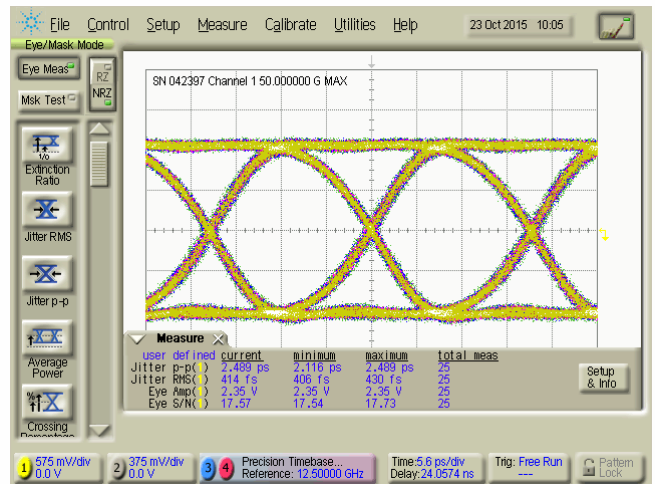 File Control Setup Measure Calibrate Utilities Help 23 Oct 2015 10:05
Eye/Mask Mode
Eye Meas
RZ
Msk Test
NRZ
SN 042397 Channel 1 50.000000 G MAX
1/0
Extinction
Ratio
Jitter RMS
Jitter p-p
Average
Power
%
Crossing
Percentage
Measure
user defined current minimum maximum total meas
Jitter p-p(1) 2.489 ps 2.116 ps 2.489 ps 25
Jitter RMS(1) 414 fs 406 fs 430 fs 25
Eye Amp(1) 2.35 V 2.35 V 2.35 V 25
Eye S/N(1) 17.57 17.54 17.73 25
Setup
& Info
1 575 mV/div
0.0 V
2 375 mV/div
0.0 V
3 4 Precision Timebase...
Reference: 12.50000 GHz
Time:5.6 ps/div
Delay:24.0574 ns
Trig: Free Run
---
Pattern
Lock